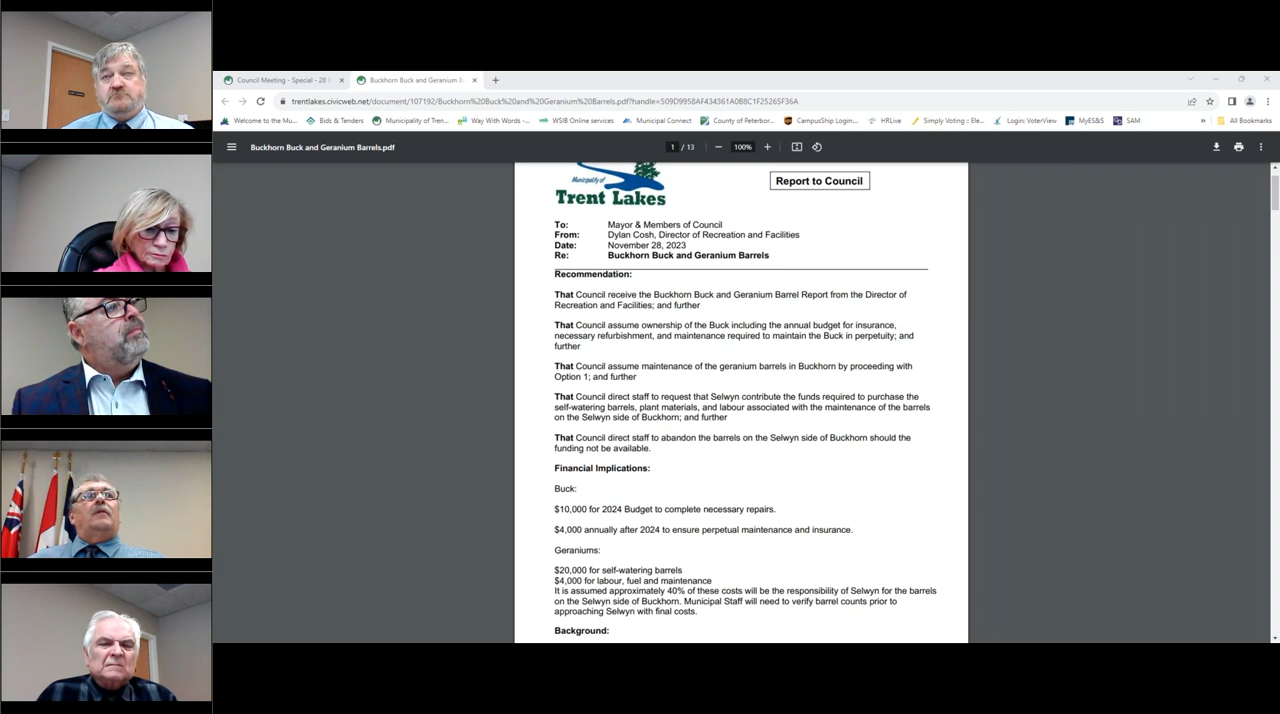 Council Meeting - Special - 28
Buckhorn Buck and Geranium B
trentlakes.civicweb.net/document/107192/Buckhorn%20Buck%20and%20Geranium%20Barrels.pdf?handle=509D9958AF434361A0B8C1F25265F36A
Welcome to the Mu...
Bids & Tenders
Municipality of Tren...
Way With Words -...
WSIB Online services
Municipal Connect
County of Peterbor...
CampusShip Login:...
HRLive
Simply Voting :: Ele...
Login: VoterView
MyES&S
SAM
All Bookmarks
Buckhorn Buck and Geranium Barrels.pdf
1 / 13
100%
Municipality of
Trent Lakes
Report to Council
To: Mayor & Members of Council
From: Dylan Cosh, Director of Recreation and Facilities
Date: November 28, 2023
Re: Buckhorn Buck and Geranium Barrels
Recommendation:
That Council receive the Buckhorn Buck and Geranium Barrel Report from the Director of
Recreation and Facilities; and further
That Council assume ownership of the Buck including the annual budget for insurance,
necessary refurbishment, and maintenance required to maintain the Buck in perpetuity; and
further
That Council assume maintenance of the geranium barrels in Buckhorn by proceeding with
Option 1; and further
That Council direct staff to request that Selwyn contribute the funds required to purchase the
self-watering barrels, plant materials, and labour associated with the maintenance of the barrels
on the Selwyn side of Buckhorn; and further
That Council direct staff to abandon the barrels on the Selwyn side of Buckhorn should the
funding not be available.
Financial Implications:
Buck:
$10,000 for 2024 Budget to complete necessary repairs.
$4,000 annually after 2024 to ensure perpetual maintenance and insurance.
Geraniums:
$20,000 for self-watering barrels
$4,000 for labour, fuel and maintenance
It is assumed approximately 40% of these costs will be the responsibility of Selwyn for the barrels
on the Selwyn side of Buckhorn. Municipal Staff will need to verify barrel counts prior to
approaching Selwyn with final costs.
Background: